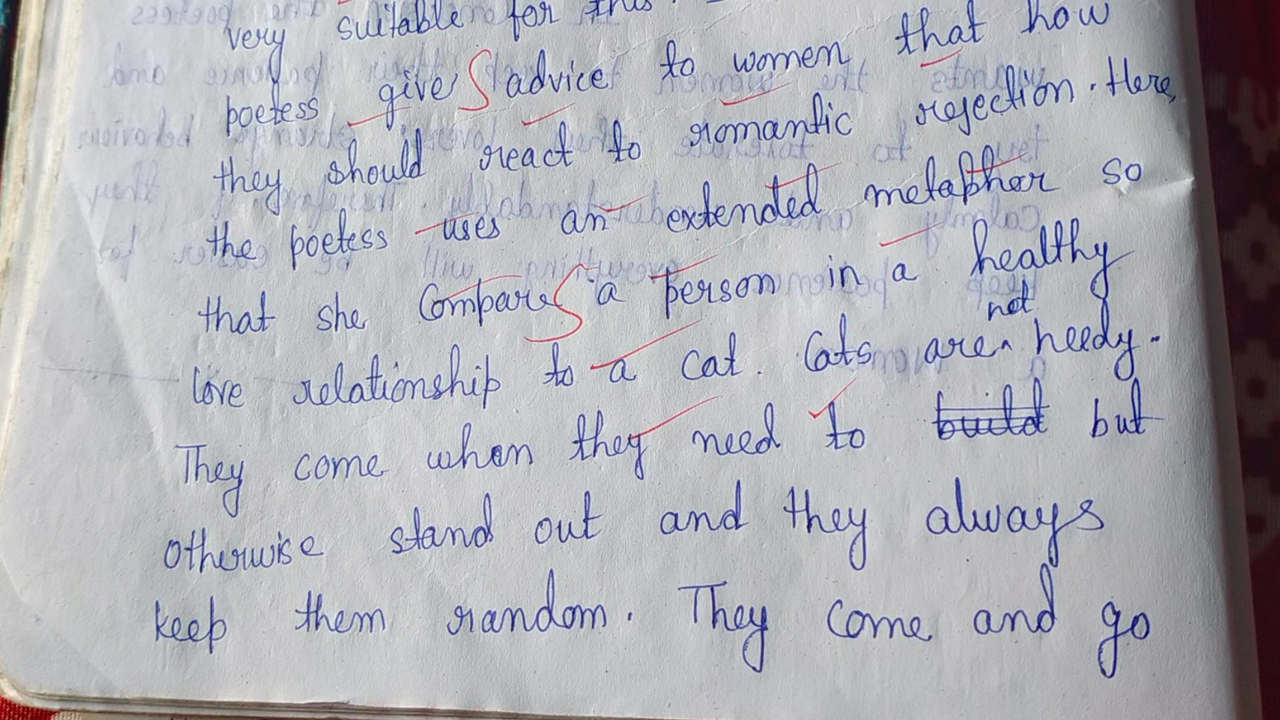 very suitable for this.
poetess give advice to women that how
they should react to romantic rejection. Here,
the poetess uses an extended metaphor so
that she compares a person in a healthy
love relationship to a cat. Cats are not needy.
They come when they need to build but
otherwise stand out and they always
keep them random. They come and go